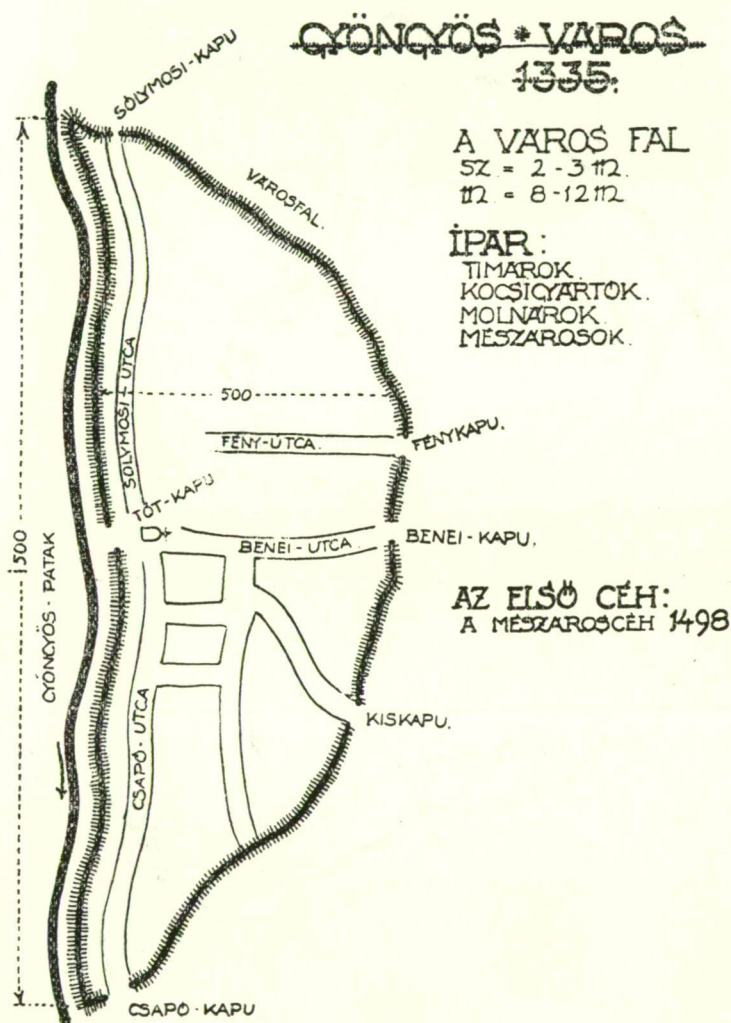 GYÖNGYÖS * VÁROS
1335.
SOLYMOSI-KAPU
A VÁROS FAL
SZ = 2 - 3 m.
m = 8 - 12 m
VÁROSFAL.
IPAR:
TIMÁROK.
KOCSIGYÁRTÓK.
MOLNÁROK.
MÉSZÁROSOK.
SOLYMOSI - UTCA
500
FÉNY-UTCA.
FÉNYKAPU.
TÓT-KAPU
BENEI-UTCA
BENEI-KAPU.
1500
GYÖNGYÖS-PATAK
AZ ELSŐ CÉH:
A MÉSZÁROSCÉH 1498
KISKAPU.
CSAPÓ-UTCA
CSAPÓ-KAPU